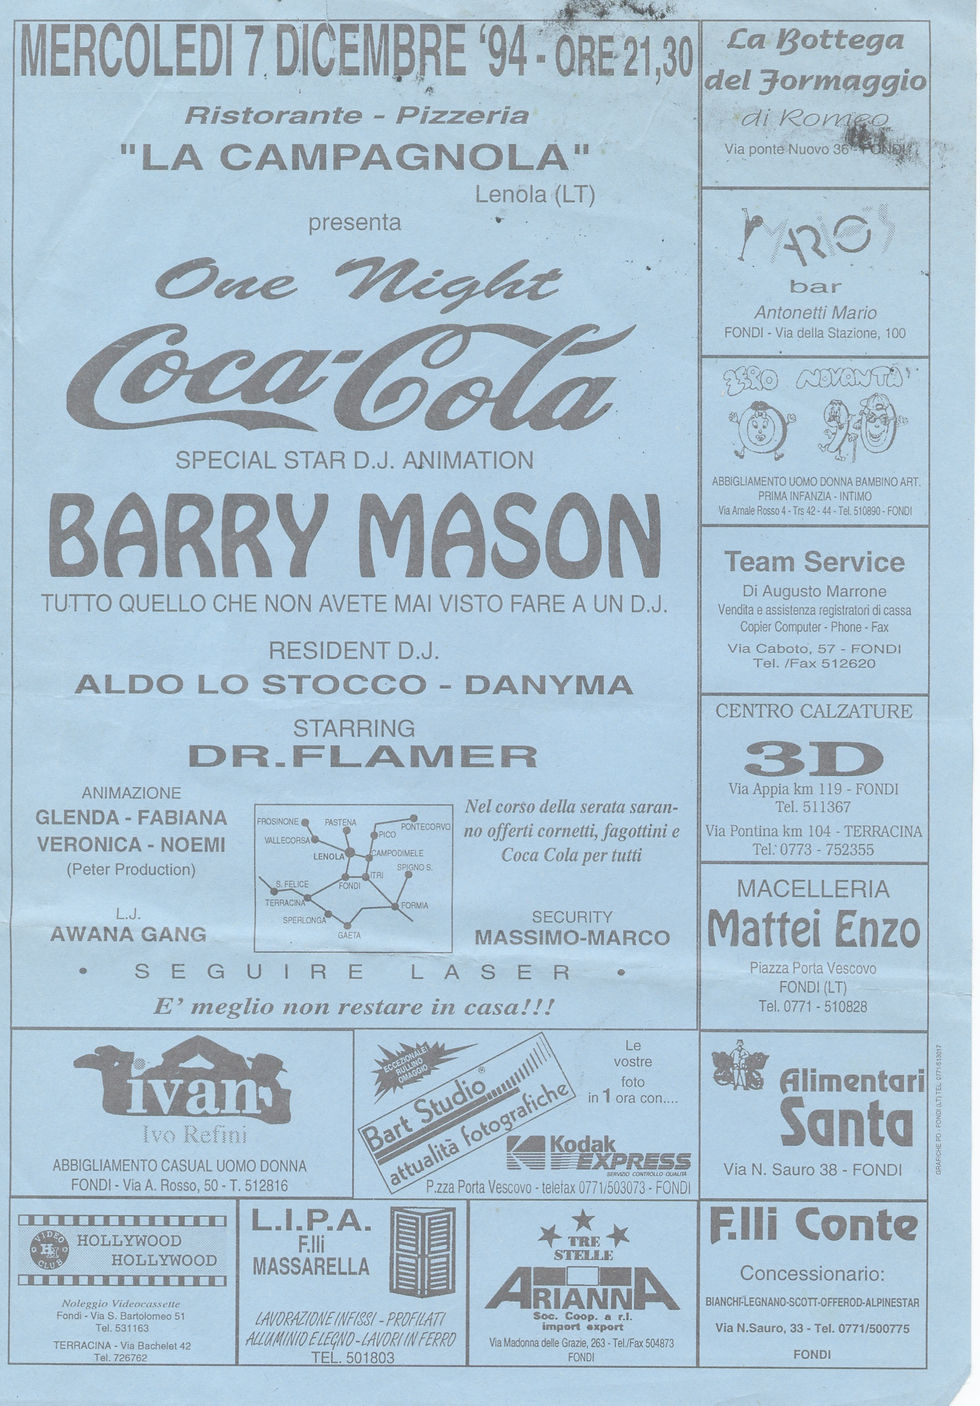 MERCOLEDI 7 DICEMBRE '94 - ORE 21,30
Ristorante - Pizzeria
"LA CAMPAGNOLA"
Lenola (LT)
presenta
One Night
Coca-Cola
SPECIAL STAR D.J. ANIMATION
BARRY MASON
TUTTO QUELLO CHE NON AVETE MAI VISTO FARE A UN D.J.
RESIDENT D.J.
ALDO LO STOCCO - DANYMA
STARRING
DR.FLAMER
ANIMAZIONE
GLENDA - FABIANA
VERONICA - NOEMI
(Peter Production)
L.J.
AWANA GANG
FROSINONE
PASTENA
PONTECORVO
VALLECORSA
PICO
LENOLA
CAMPODIMELE
SPIGNO S.
ITRI
S. FELICE
FONDI
TERRACINA
FORMIA
SPERLONGA
GAETA
Nel corso della serata saran-
no offerti cornetti, fagottini e
Coca Cola per tutti
SECURITY
MASSIMO-MARCO
• SEGUIRE LASER •
E' meglio non restare in casa!!!
La Bottega
del Formaggio
di Romeo
Via ponte Nuovo 36 - FONDI
MARIO'S
bar
Antonetti Mario
FONDI - Via della Stazione, 100
ZERO NOVANTA
ABBIGLIAMENTO UOMO DONNA BAMBINO ART.
PRIMA INFANZIA - INTIMO
Via Arnale Rosso 4 - Trs 42 - 44 - Tel. 510890 - FONDI
Team Service
Di Augusto Marrone
Vendita e assistenza registratori di cassa
Copier Computer - Phone - Fax
Via Caboto, 57 - FONDI
Tel. /Fax 512620
CENTRO CALZATURE
3D
Via Appia km 119 - FONDI
Tel. 511367
Via Pontina km 104 - TERRACINA
Tel. 0773 - 752355
MACELLERIA
Mattei Enzo
Piazza Porta Vescovo
FONDI (LT)
Tel. 0771 - 510828
ivan
Ivo Refini
ABBIGLIAMENTO CASUAL UOMO DONNA
FONDI - Via A. Rosso, 50 - T. 512816
ECCEZIONALE!
RULLINO
OMAGGIO
Bart Studio®
attualità fotografiche
Le
vostre
foto
in 1 ora con....
Kodak
EXPRESS
SERVIZIO CONTROLLO QUALITÀ
P.zza Porta Vescovo - telefax 0771/503073 - FONDI
Alimentari
Santa
Via N. Sauro 38 - FONDI
GRAFICHE PD - FONDI (LT) TEL. 0771/513017
VIDEO
H
CLUB
HOLLYWOOD
HOLLYWOOD
Noleggio Videocassette
Fondi - Via S. Bartolomeo 51
Tel. 531163
TERRACINA - Via Bachelet 42
Tel. 726762
L.I.P.A.
F.lli
MASSARELLA
LAVORAZIONE INFISSI - PROFILATI
ALLUMINIO E LEGNO - LAVORI IN FERRO
TEL. 501803
TRE
STELLE
ARIANNA
Soc. Coop. a r.l.
import export
Via Madonna delle Grazie, 263 - Tel./Fax 504873
FONDI
F.lli Conte
Concessionario:
BIANCHI-LEGNANO-SCOTT-OFFEROD-ALPINESTAR
Via N.Sauro, 33 - Tel. 0771/500775
FONDI